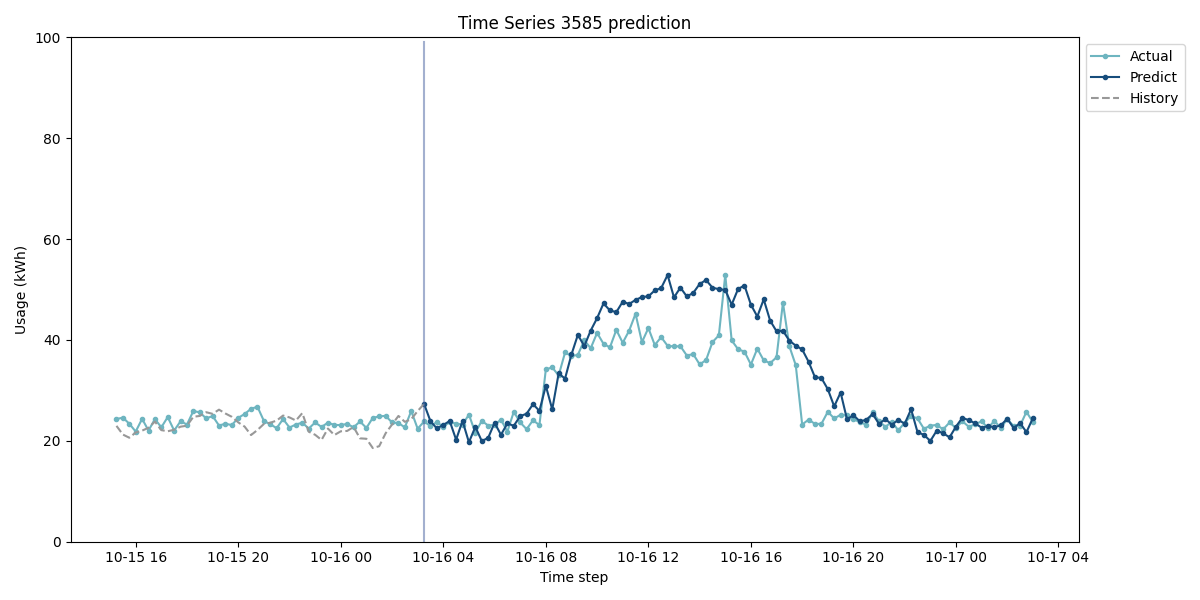 Time Series 3585 prediction
100
80
60
40
20
0
Usage (kWh)
10-15 16
10-15 20
10-16 00
10-16 04
10-16 08
10-16 12
10-16 16
10-16 20
10-17 00
10-17 04
Time step
Actual
Predict
History